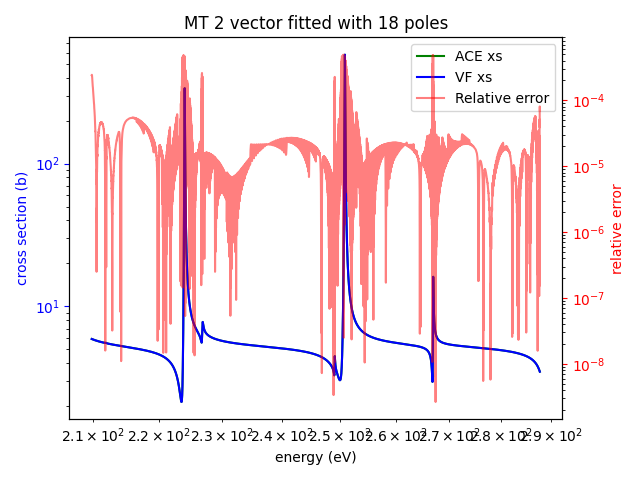 MT 2 vector fitted with 18 poles
ACE xs
VF xs
Relative error
cross section (b)
10²
10¹
relative error
10⁻⁴
10⁻⁵
10⁻⁶
10⁻⁷
10⁻⁸
2.1 × 10² 2.2 × 10² 2.3 × 10² 2.4 × 10² 2.5 × 10² 2.6 × 10² 2.7 × 10² 2.8 × 10² 2.9 × 10²
energy (eV)